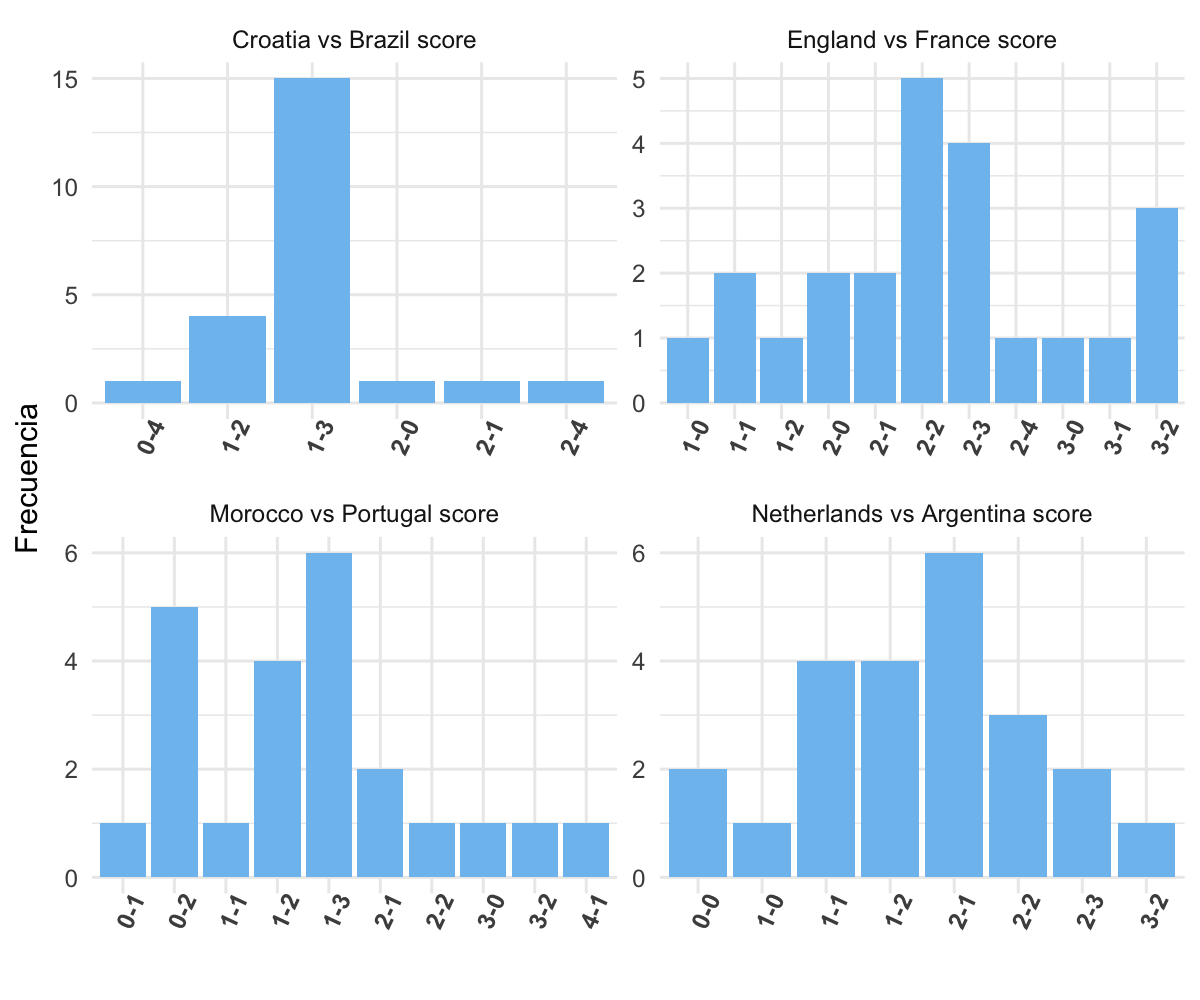 Croatia vs Brazil score
15
10
5
0
0-4 1-2 1-3 2-0 2-1 2-4
England vs France score
5
4
3
2
1
0
1-0 1-1 1-2 2-0 2-1 2-2 2-3 2-4 3-0 3-1 3-2
Frecuencia
Morocco vs Portugal score
6
4
2
0
0-1 0-2 1-1 1-2 1-3 2-1 2-2 3-0 3-2 4-1
Netherlands vs Argentina score
6
4
2
0
0-0 1-0 1-1 1-2 2-1 2-2 2-3 3-2